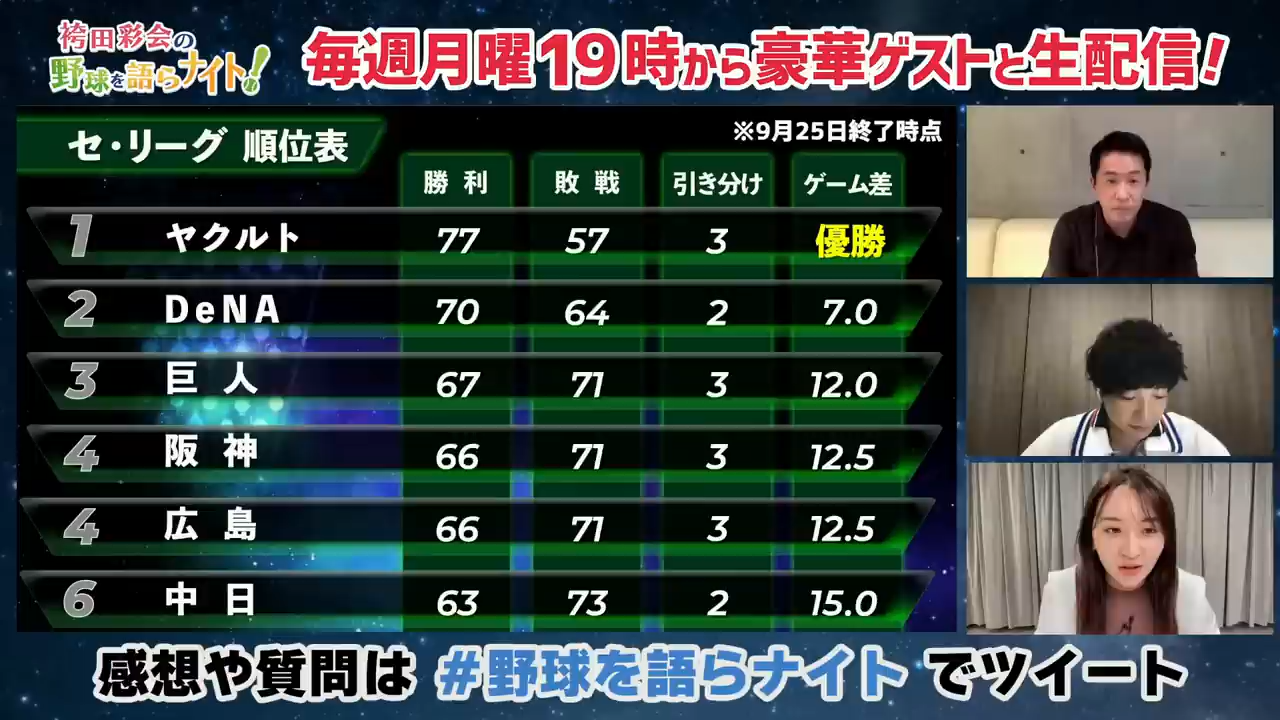 袴田彩会の
野球を語らナイト!
毎週月曜19時から豪華ゲストと生配信!
セ・リーグ 順位表
※9月25日終了時点
勝利 敗戦 引き分け ゲーム差
1 ヤクルト 77 57 3 優勝
2 DeNA 70 64 2 7.0
3 巨人 67 71 3 12.0
4 阪神 66 71 3 12.5
4 広島 66 71 3 12.5
6 中日 63 73 2 15.0
感想や質問は #野球を語らナイト でツイート